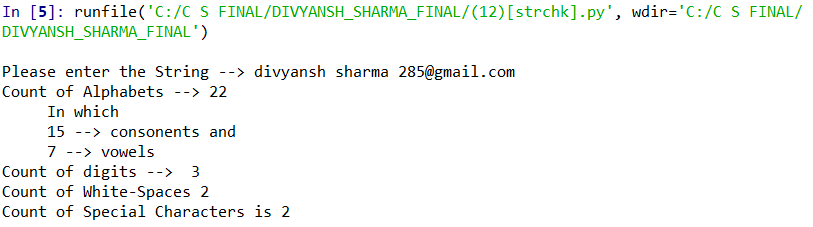 In [5]: runfile('C:/C S FINAL/DIVYANSH_SHARMA_FINAL/(12)[strchk].py', wdir='C:/C S FINAL/
DIVYANSH_SHARMA_FINAL')
Please enter the String --> divyansh sharma 285@gmail.com
Count of Alphabets --> 22
In which
15 --> consonents and
7 --> vowels
Count of digits -->  3
Count of White-Spaces 2
Count of Special Characters is 2